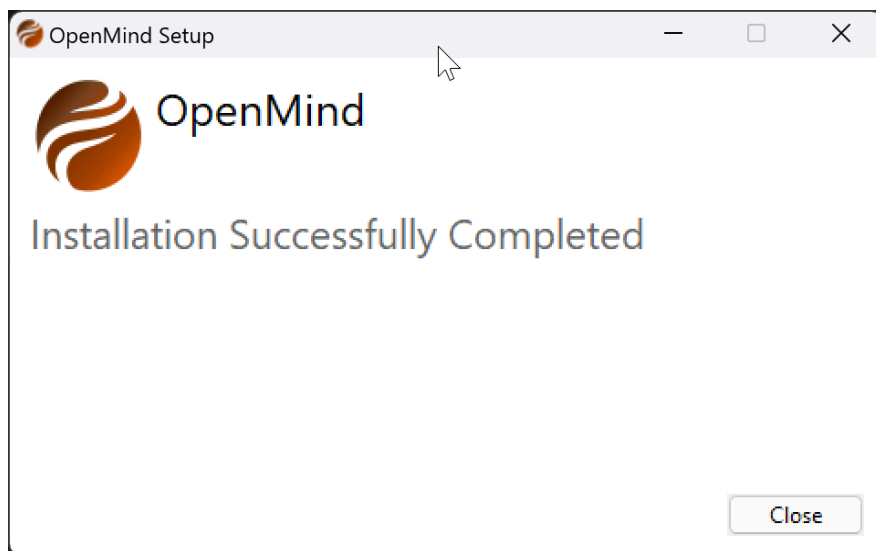 OpenMind Setup
OpenMind
Installation Successfully Completed
Close